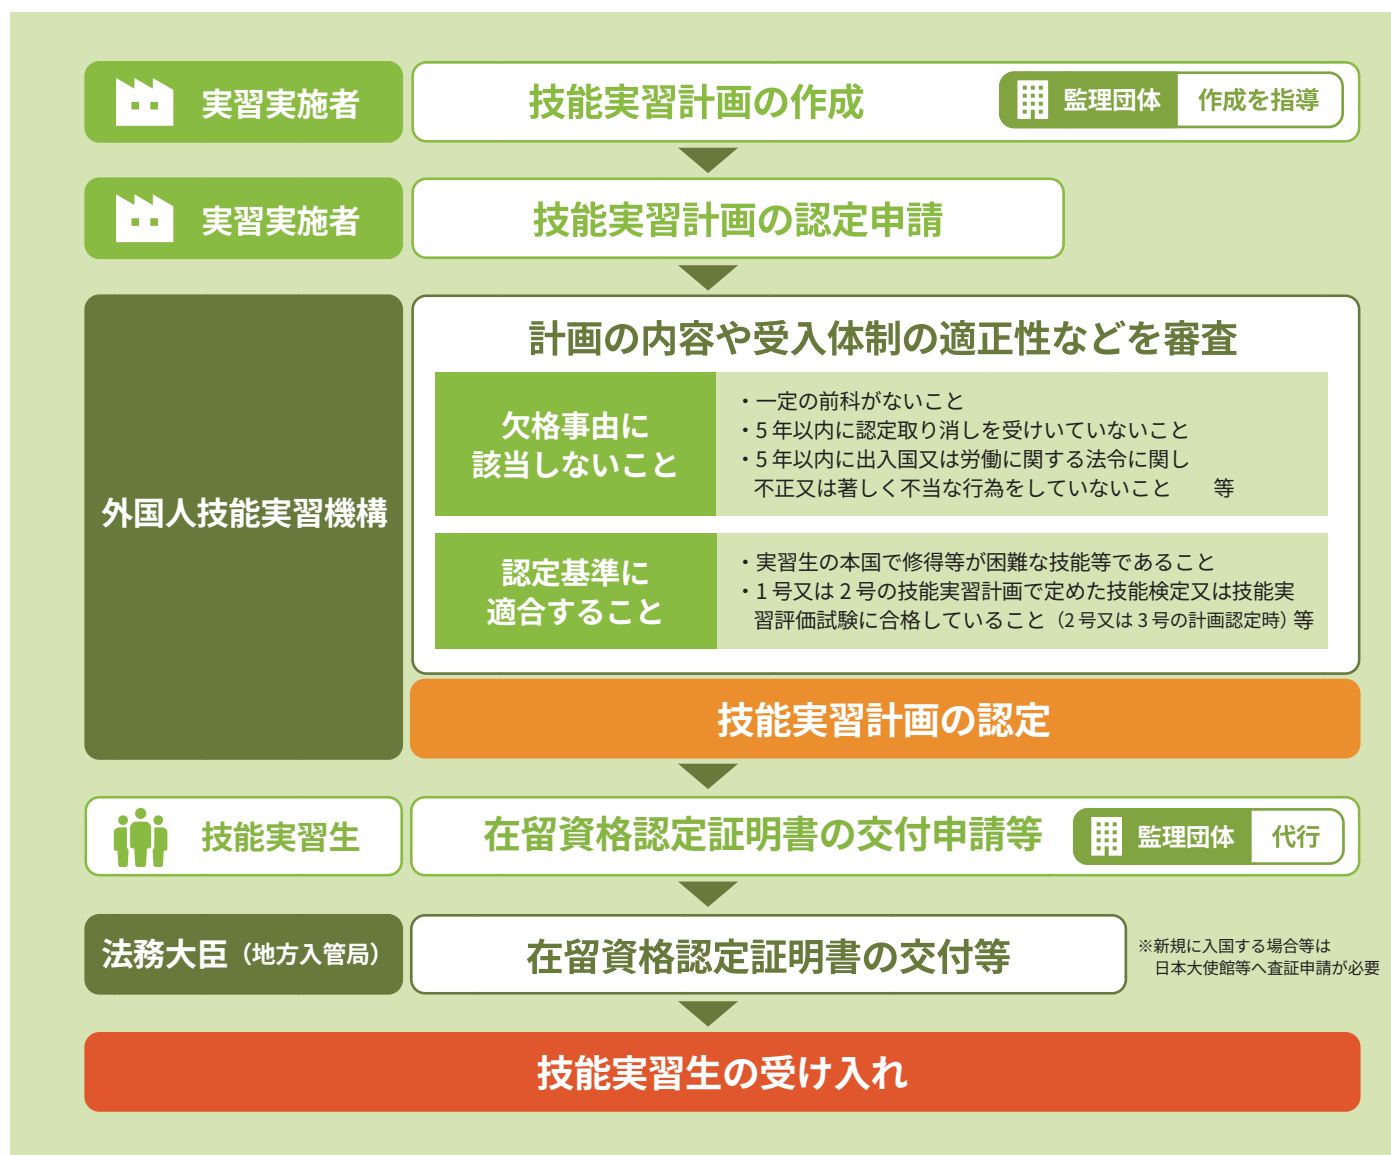 実習実施者
技能実習計画の作成
監理団体 作成を指導
実習実施者
技能実習計画の認定申請
外国人技能実習機構
計画の内容や受入体制の適正性などを審査
欠格事由に
該当しないこと
・一定の前科がないこと
・5年以内に認定取り消しを受けいていないこと
・5年以内に出入国又は労働に関する法令に関し
不正又は著しく不当な行為をしていないこと 等
認定基準に
適合すること
・実習生の本国で修得等が困難な技能等であること
・1号又は2号の技能実習計画で定めた技能検定又は技能実
習評価試験に合格していること（2号又は3号の計画認定時）等
技能実習計画の認定
技能実習生
在留資格認定証明書の交付申請等
監理団体 代行
法務大臣（地方入管局）
在留資格認定証明書の交付等
※新規に入国する場合等は
日本大使館等へ査証申請が必要
技能実習生の受け入れ